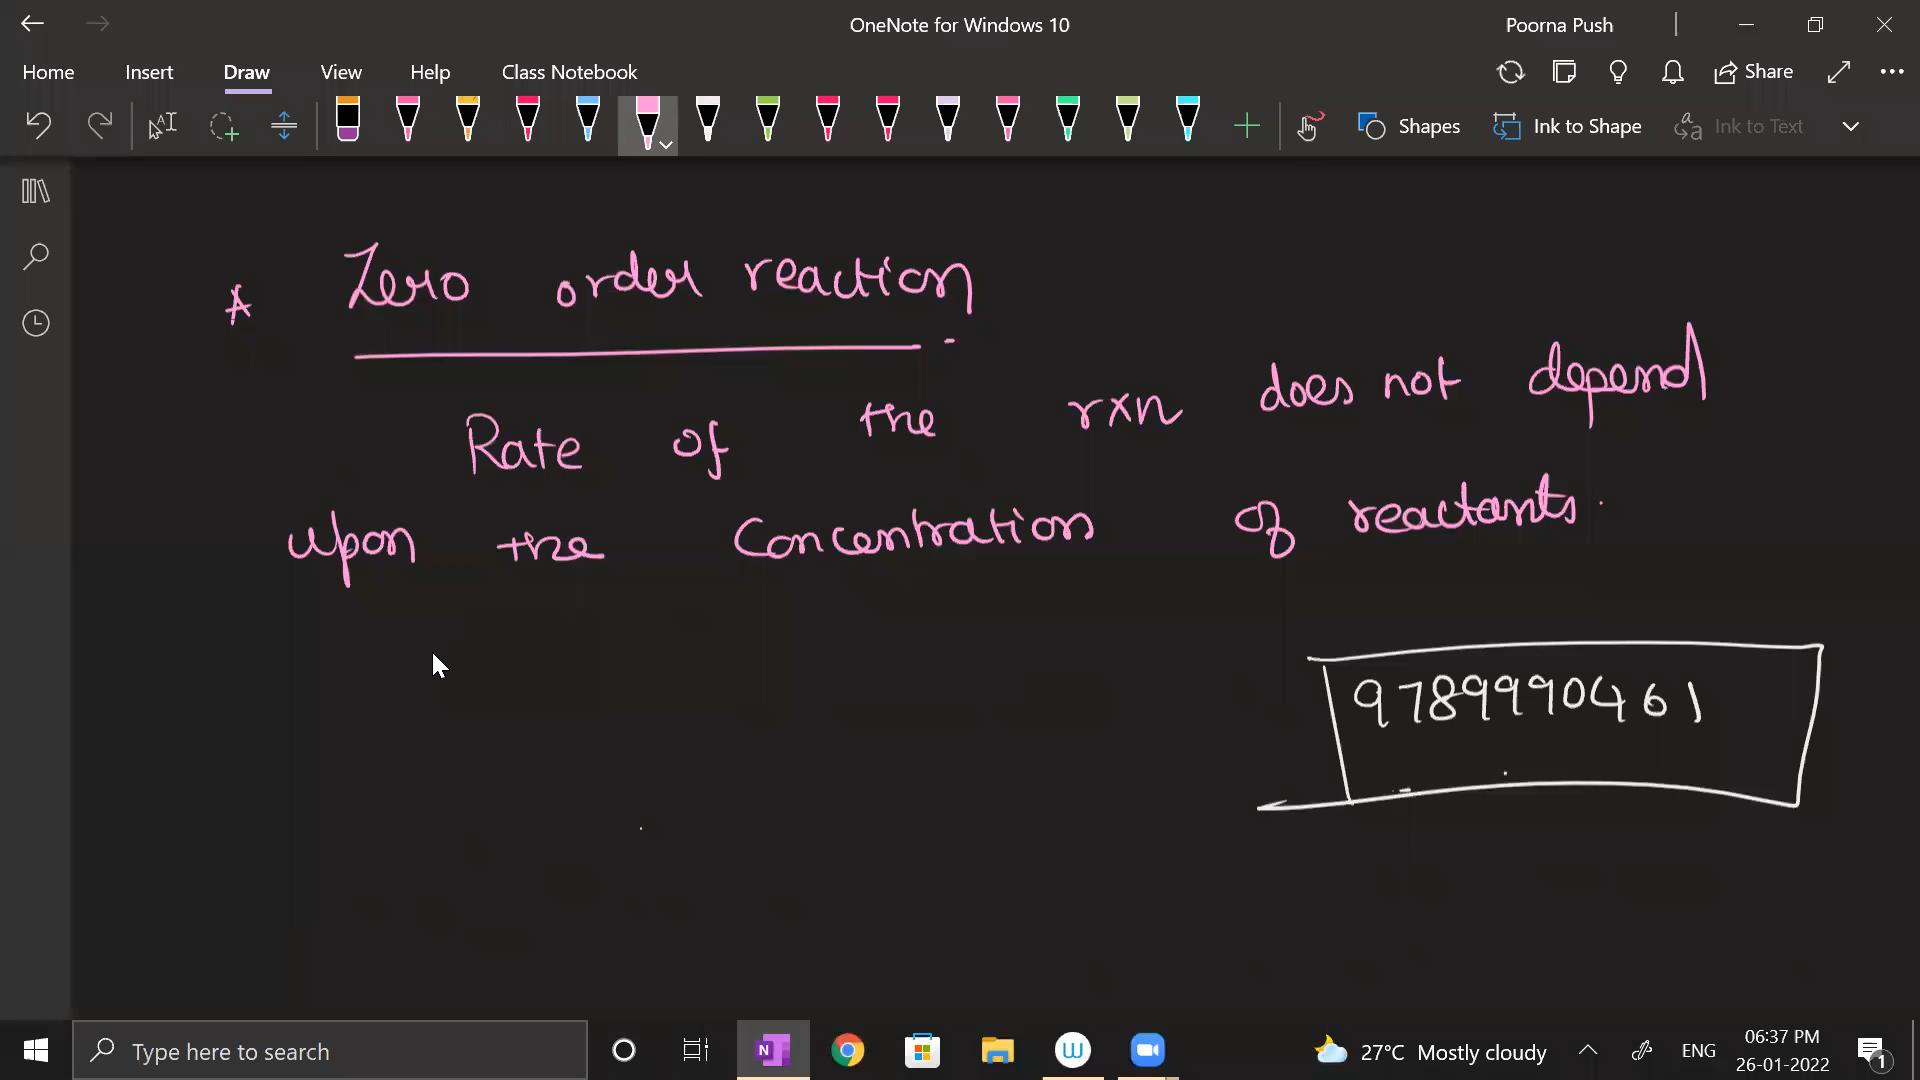 OneNote for Windows 10
Poorna Push
Home Insert Draw View Help Class Notebook
Share
Shapes Ink to Shape Ink to Text
* Zero order reaction
Rate of the rxn does not depend
upon the concentration of reactants.
9789990461
Type here to search
27°C Mostly cloudy
ENG
06:37 PM
26-01-2022
1